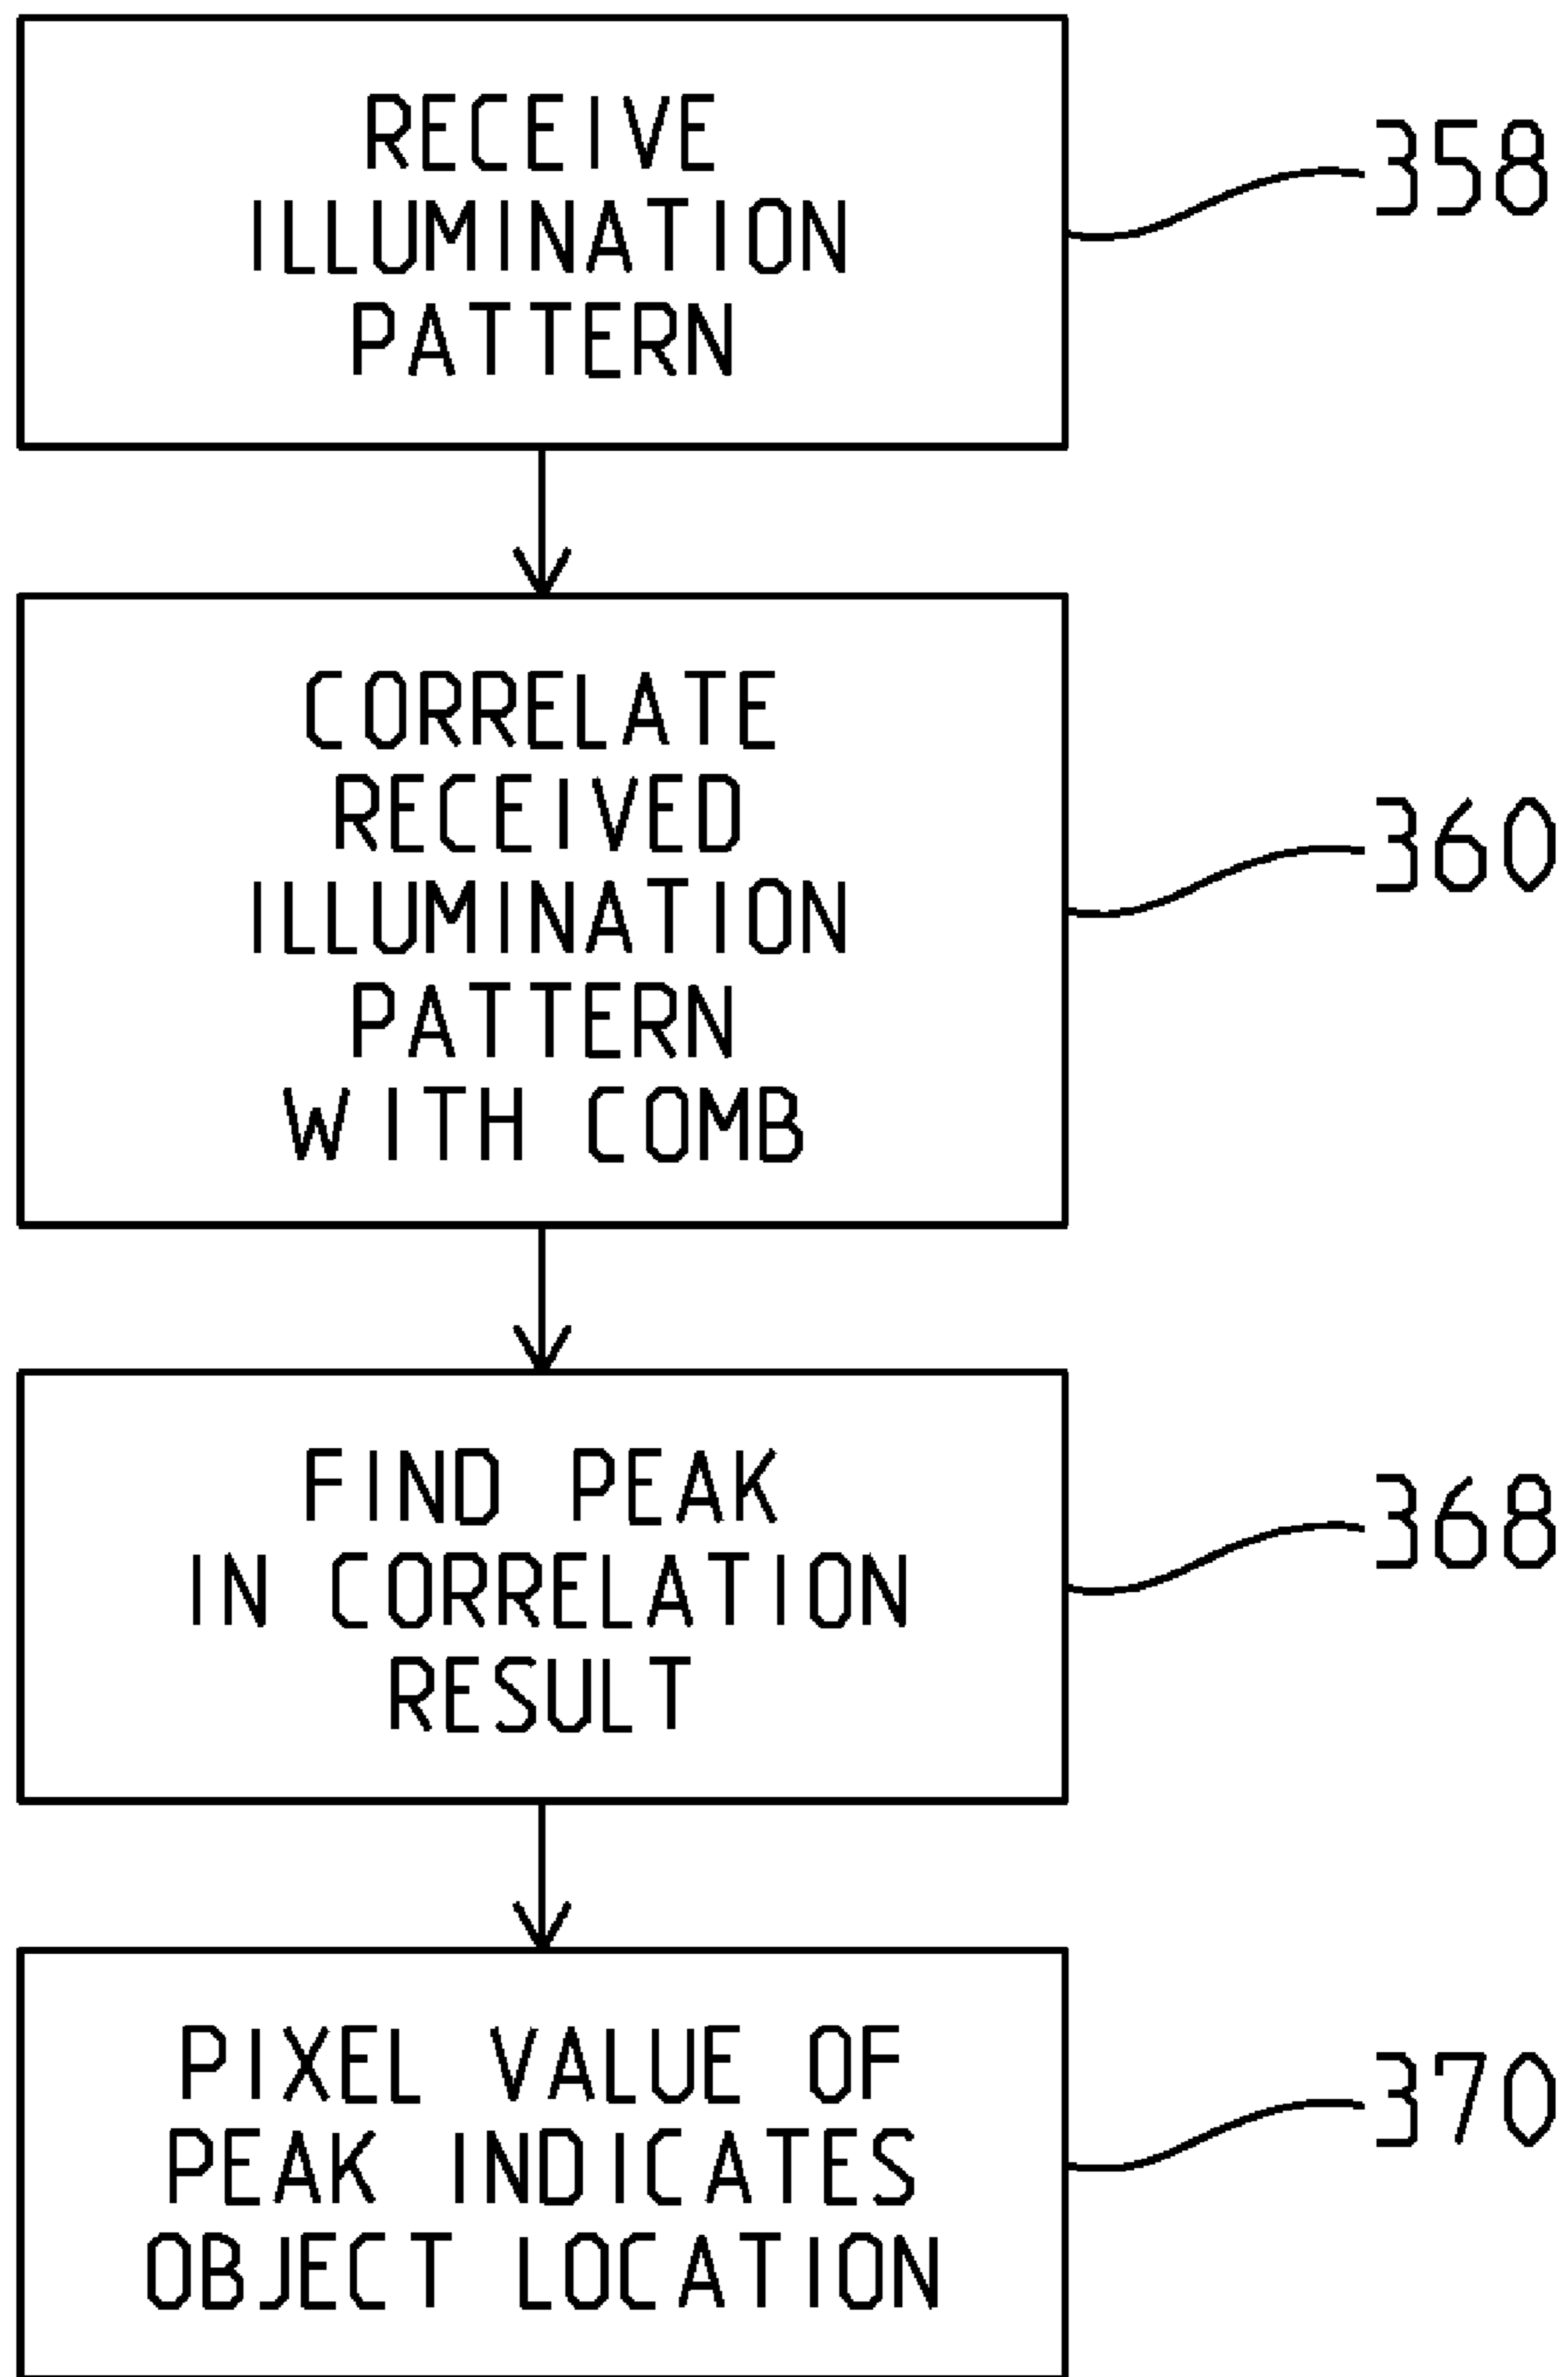 RECEIVE
ILLUMINATION
PATTERN
358
CORRELATE
RECEIVED
ILLUMINATION
PATTERN
WITH COMB
360
FIND PEAK
IN CORRELATION
RESULT
368
PIXEL VALUE OF
PEAK INDICATES
OBJECT LOCATION
370